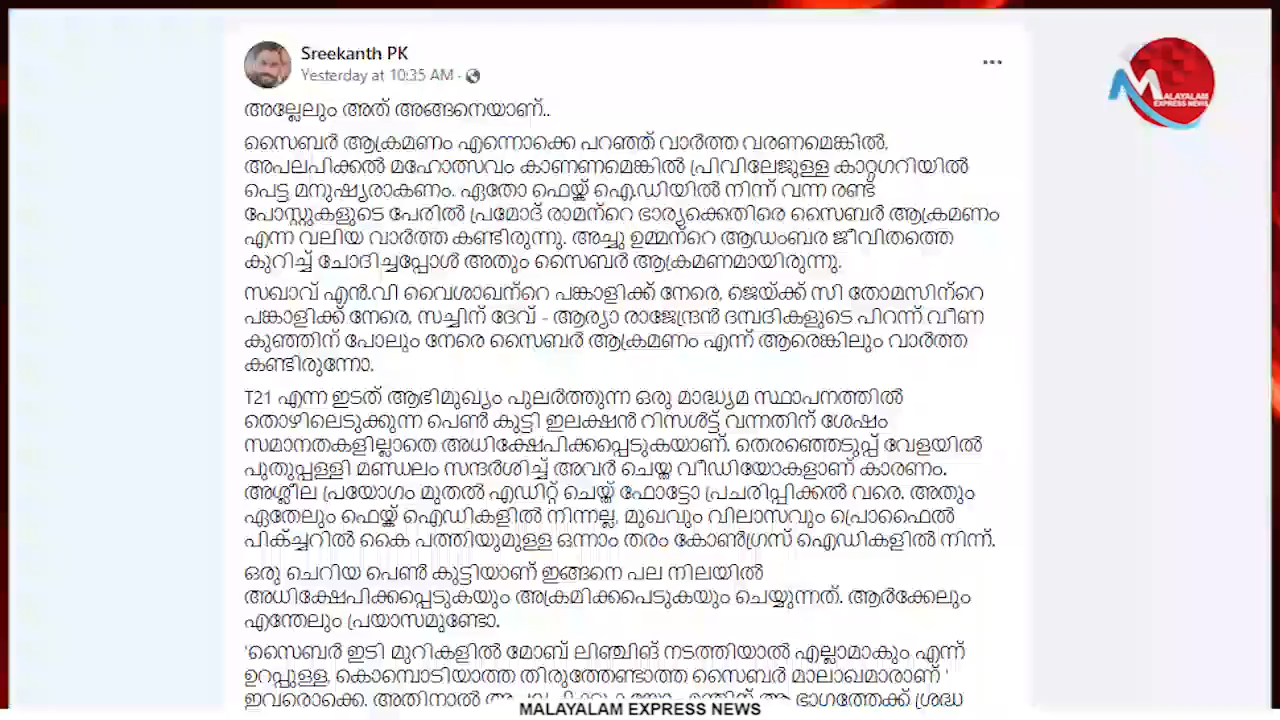 Sreekanth PK
Yesterday at 10:35 AM ·
MALAYALAM
EXPRESS NEWS
അല്ലേലും അത് അങ്ങനെയാണ്..
സൈബർ ആക്രമണം എന്നൊക്കെ പറഞ്ഞ് വാർത്ത വരണമെങ്കിൽ,
അപലപിക്കൽ മഹോത്സവം കാണണമെങ്കിൽ പ്രിവിലേജുള്ള കാറ്റഗറിയിൽ
പെട്ട മനുഷ്യരാകണം. ഏതോ ഫെയ്ക്ക് ഐ.ഡിയിൽ നിന്ന് വന്ന രണ്ട്
പോസ്റ്റുകളുടെ പേരിൽ പ്രമോദ് രാമന്റെ ഭാര്യക്കെതിരെ സൈബർ ആക്രമണം
എന്ന വലിയ വാർത്ത കണ്ടിരുന്നു. അച്ചു ഉമ്മന്റെ ആഡംബര ജീവിതത്തെ
കുറിച്ച് ചോദിച്ചപ്പോൾ അതും സൈബർ ആക്രമണമായിരുന്നു.
സഖാവ് എൻ.വി വൈശാഖന്റെ പങ്കാളിക്ക് നേരെ, ജെയ്ക്ക് സി തോമസിന്റെ
പങ്കാളിക്ക് നേരെ, സച്ചിന് ദേവ് - ആര്യാ രാജേന്ദ്രൻ ദമ്പദികളുടെ പിറന്ന് വീണ
കുഞ്ഞിന് പോലും നേരെ സൈബർ ആക്രമണം എന്ന് ആരെങ്കിലും വാർത്ത
കണ്ടിരുന്നോ.
T21 എന്ന ഇടത് ആഭിമുഖ്യം പുലർത്തുന്ന ഒരു മാദ്ധ്യമ സ്ഥാപനത്തിൽ
തൊഴിലെടുക്കുന്ന പെൺ കുട്ടി ഇലക്ഷൻ റിസൾട്ട് വന്നതിന് ശേഷം
സമാനതകളില്ലാതെ അധിക്ഷേപിക്കപ്പെടുകയാണ്. തെരഞ്ഞെടുപ്പ് വേളയിൽ
പുതുപ്പള്ളി മണ്ഡലം സന്ദർശിച്ച് അവർ ചെയ്ത വീഡിയോകളാണ് കാരണം.
അശ്ലീല പ്രയോഗം മുതൽ എഡിറ്റ് ചെയ്ത് ഫോട്ടോ പ്രചരിപ്പിക്കൽ വരെ. അതും
ഏതേലും ഫെയ്ക്ക് ഐഡികളിൽ നിന്നല്ല, മുഖവും വിലാസവും പ്രൊഫൈൽ
പിക്ച്ചറിൽ കൈ പത്തിയുമുള്ള ഒന്നാം തരം കോൺഗ്രസ് ഐഡികളിൽ നിന്ന്.
ഒരു ചെറിയ പെൺ കുട്ടിയാണ് ഇങ്ങനെ പല നിലയിൽ
അധിക്ഷേപിക്കപ്പെടുകയും അക്രമിക്കപെടുകയും ചെയ്യുന്നത്. ആർക്കേലും
എന്തേലും പ്രയാസമുണ്ടോ.
'സൈബർ ഇടി മുറികളിൽ മോബ് ലിഞ്ചിങ് നടത്തിയാൽ എല്ലാമാകും എന്ന്
ഉറപ്പുള്ള, കൊമ്പൊടിയാത്ത തിരുത്തേണ്ടാത്ത സൈബർ മാലാഖമാരാണ് '
ഇവരൊക്കെ. അതിനാൽ ഭാഗത്തേക്ക് ശ്രദ്ധ
MALAYALAM EXPRESS NEWS